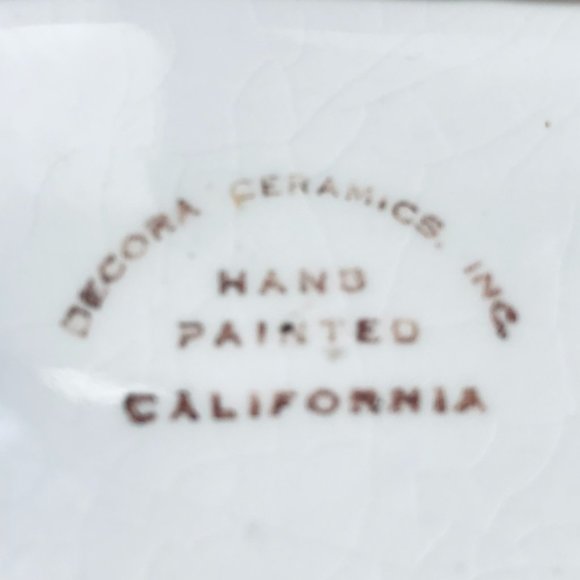 DECORA CERAMICS, INC.
HAND
PAINTED
CALIFORNIA